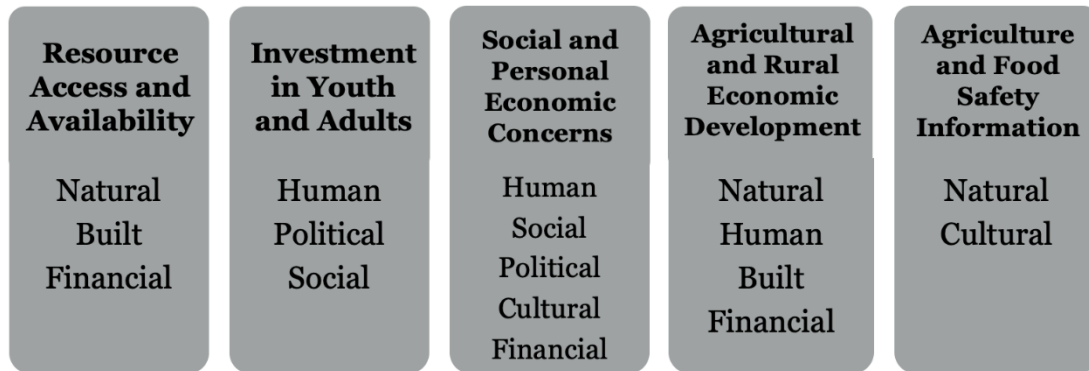 Resource
Access and
Availability
Natural
Built
Financial
Investment
in Youth
and Adults
Human
Political
Social
Social and
Personal
Economic
Concerns
Human
Social
Political
Cultural
Financial
Agricultural
and Rural
Economic
Development
Natural
Human
Built
Financial
Agriculture
and Food
Safety
Information
Natural
Cultural